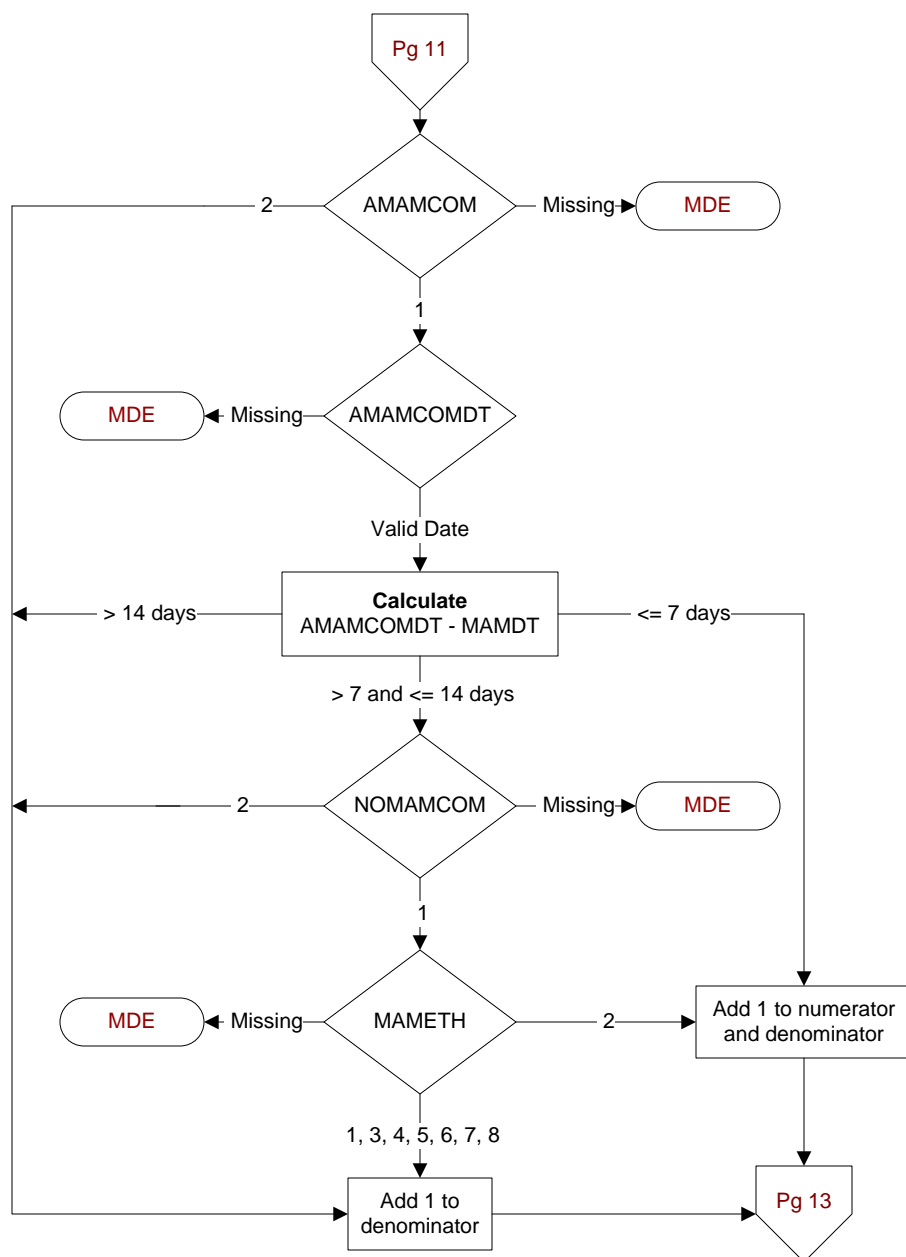 Pg 11
2
AMAMCOM
Missing
MDE
1
MDE
Missing
AMAMCOMDT
Valid Date
> 14 days
Calculate
AMAMCOMDT - MAMDT
<= 7 days
> 7 and <= 14 days
2
NOMAMCOM
Missing
MDE
1
MDE
Missing
MAMETH
2
Add 1 to numerator
and denominator
1, 3, 4, 5, 6, 7, 8
Add 1 to
denominator
Pg 13